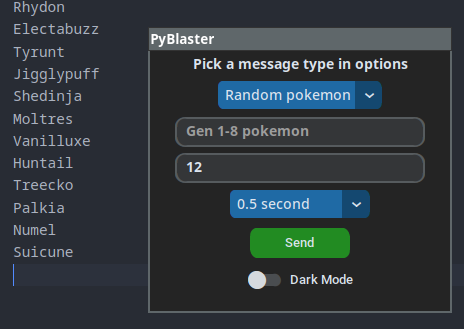 Rhydon
Electabuzz
Tyrunt
Jigglypuff
Shedinja
Moltres
Vanilluxe
Huntail
Treecko
Palkia
Numel
Suicune
PyBlaster
Pick a message type in options
Random pokemon
Gen 1-8 pokemon
12
0.5 second
Send
Dark Mode